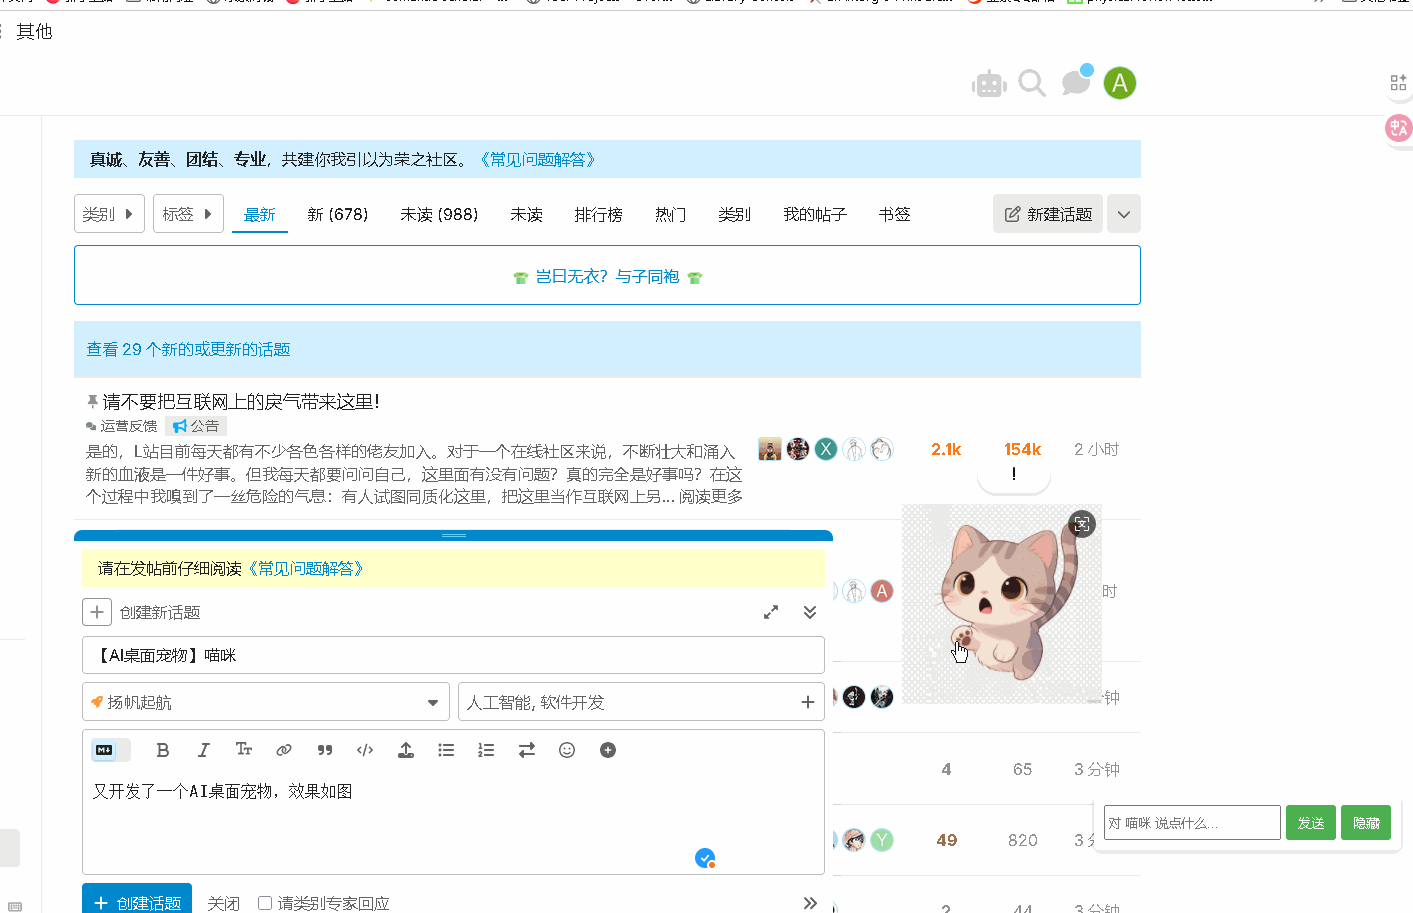 其他
A
真诚、友善、团结、专业，共建你我引以为荣之社区。《常见问题解答》
类别 标签 最新 新 (678) 未读 (988) 未读 排行榜 热门 类别 我的帖子 书签 新建话题
岂曰无衣？与子同袍
查看 29 个新的或更新的话题
请不要把互联网上的戾气带来这里！
运营反馈 公告
是的，L站目前每天都有不少各色各样的佬友加入。对于一个在线社区来说，不断壮大和涌入
新的血液是一件好事。但我每天都要问问自己，这里面有没有问题？真的完全是好事吗？在这
个过程中我嗅到了一丝危险的气息：有人试图同质化这里，把这里当作互联网上另... 阅读更多
X 2.1k 154k 2 小时
!
请在发帖前仔细阅读《常见问题解答》
A 时
创建新话题
【AI桌面宠物】喵咪
扬帆起航 人工智能, 软件开发
钟
又开发了一个AI桌面宠物，效果如图
4 65 3 分钟
Y 49 820 3
对 喵咪 说点什么... 发送 隐藏
创建话题 关闭 请类别专家回应
2 44 3 分钟